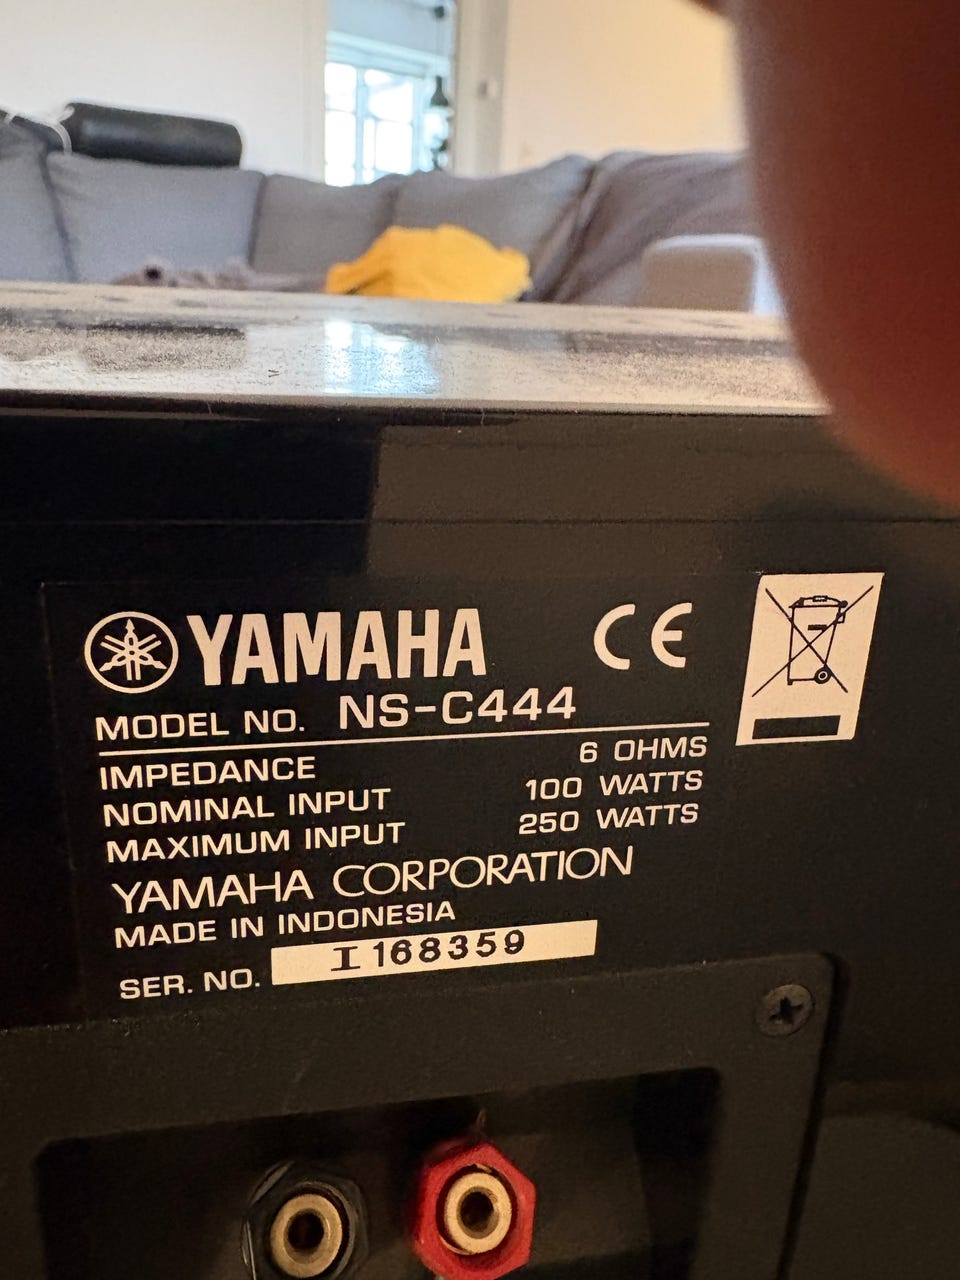 YAMAHA CE
MODEL NO. NS-C444
IMPEDANCE 6 OHMS
NOMINAL INPUT 100 WATTS
MAXIMUM INPUT 250 WATTS
YAMAHA CORPORATION
MADE IN INDONESIA
SER. NO. I 168359